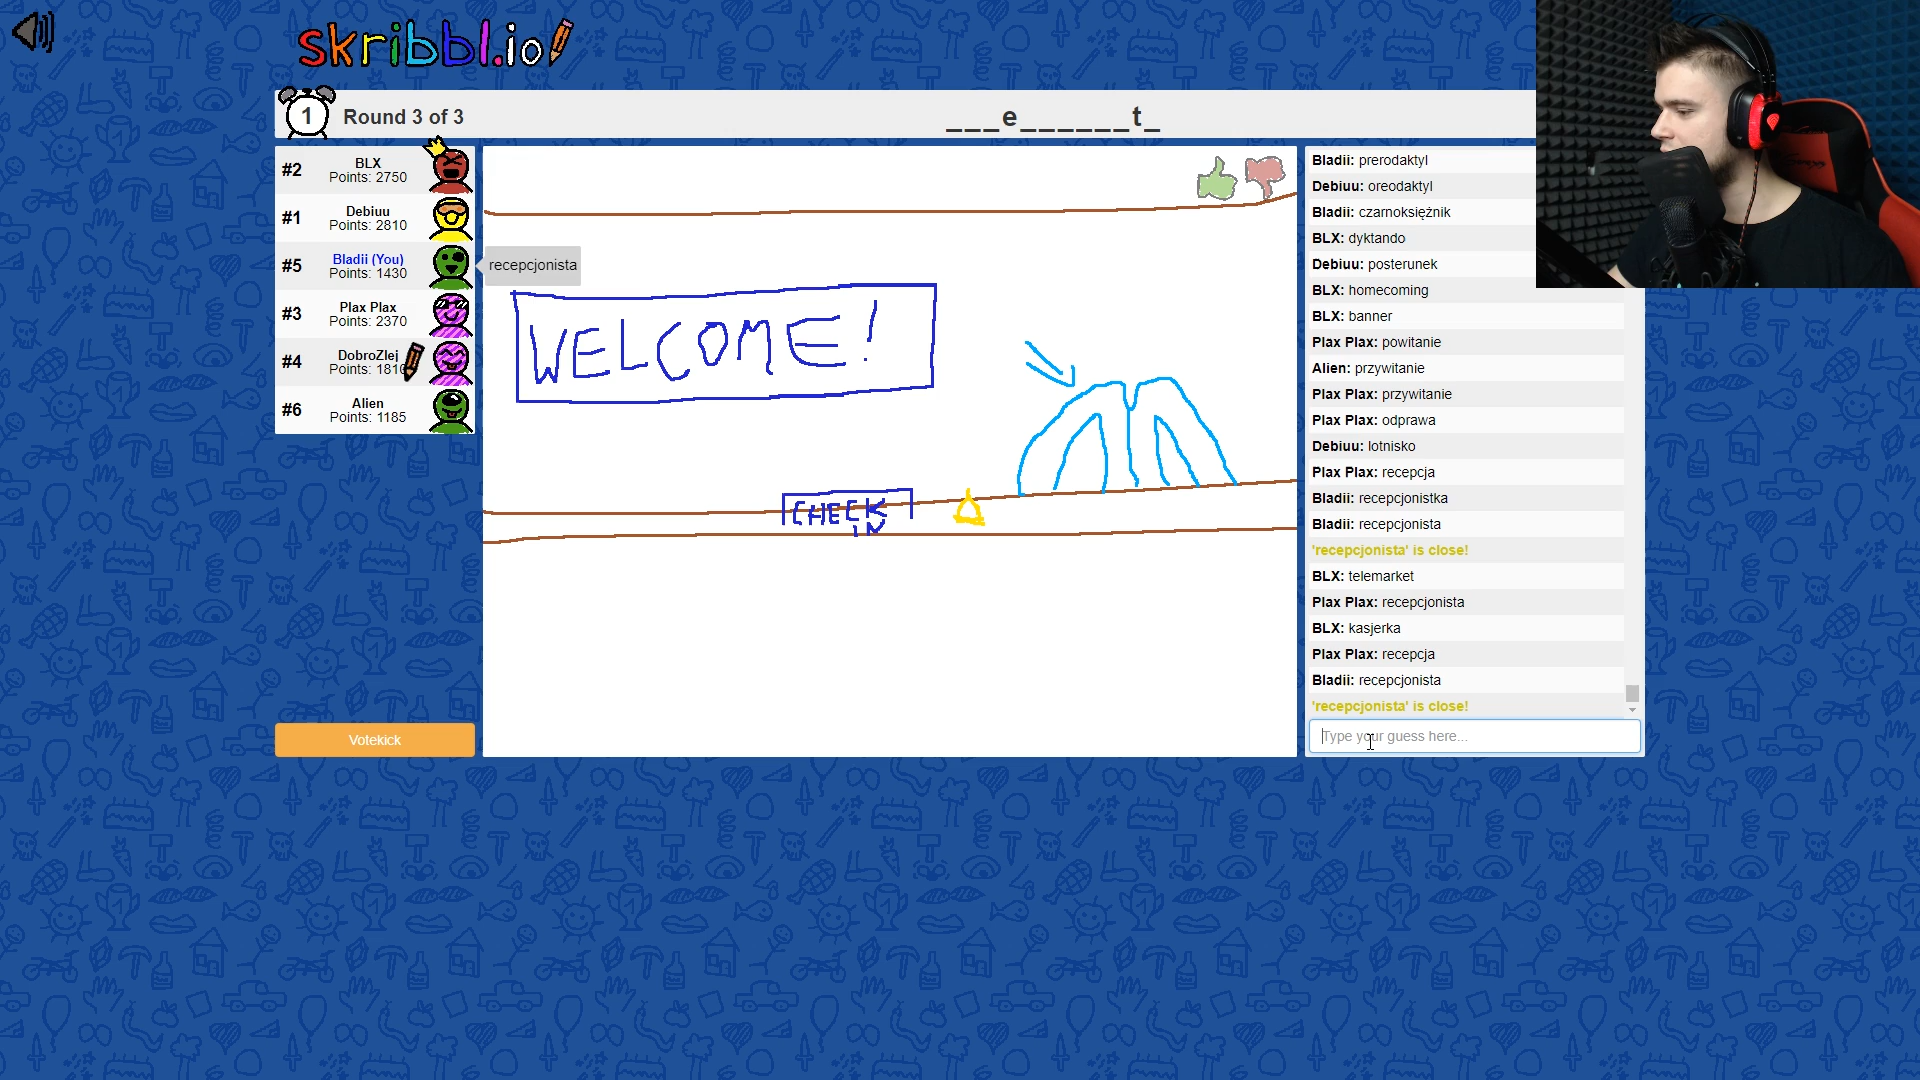 skribbl.io
1
Round 3 of 3
___e______t_
#2
BLX
Points: 2750
#1
Debiuu
Points: 2810
#5
Bladii (You)
Points: 1430
#3
Plax Plax
Points: 2370
#4
DobroZlej
Points: 1810
#6
Alien
Points: 1185
Votekick
recepcjonista
WELCOME!
CHECK
IN
Bladii: prerodaktyl
Debiuu: oreodaktyl
Bladii: czarnoksiężnik
BLX: dyktando
Debiuu: posterunek
BLX: homecoming
BLX: banner
Plax Plax: powitanie
Alien: przywitanie
Plax Plax: przywitanie
Plax Plax: odprawa
Debiuu: lotnisko
Plax Plax: recepcja
Bladii: recepcjonistka
Bladii: recepcjonista
'recepcjonista' is close!
BLX: telemarket
Plax Plax: recepcjonista
BLX: kasjerka
Plax Plax: recepcja
Bladii: recepcjonista
'recepcjonista' is close!
Type your guess here...